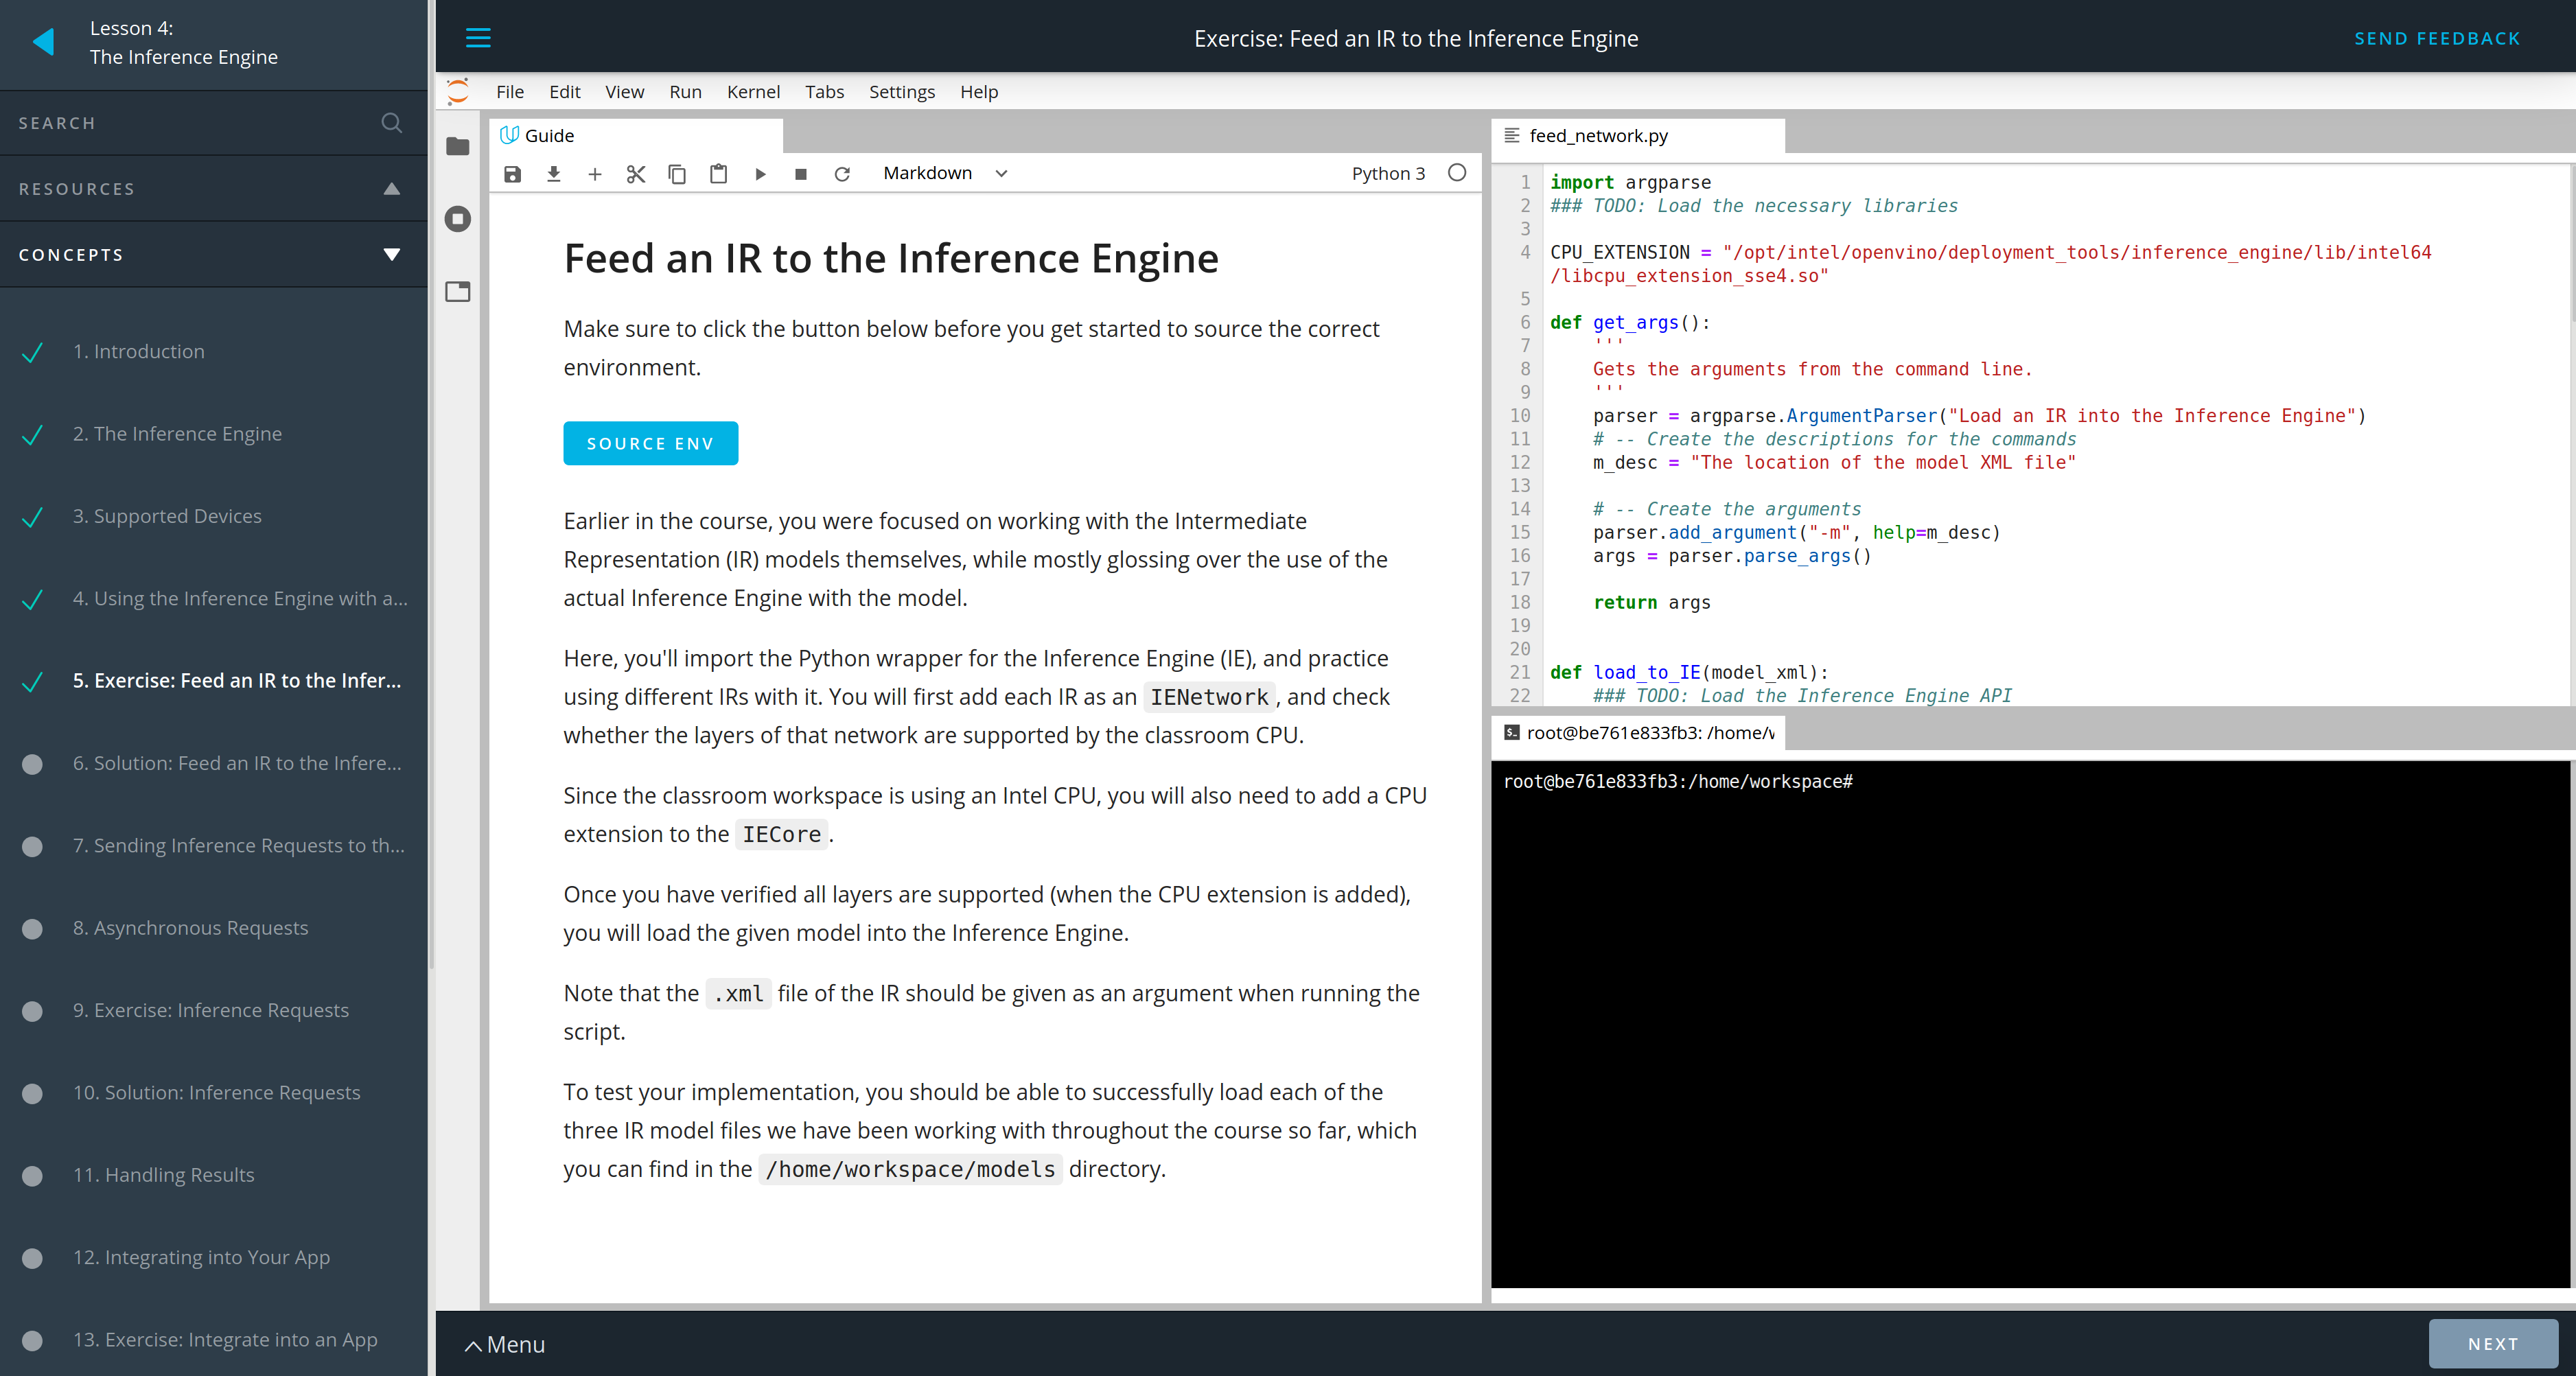 Lesson 4:
The Inference Engine
SEARCH
RESOURCES
CONCEPTS
1. Introduction
2. The Inference Engine
3. Supported Devices
4. Using the Inference Engine with a...
5. Exercise: Feed an IR to the Infer...
6. Solution: Feed an IR to the Infere...
7. Sending Inference Requests to th...
8. Asynchronous Requests
9. Exercise: Inference Requests
10. Solution: Inference Requests
11. Handling Results
12. Integrating into Your App
13. Exercise: Integrate into an App
Exercise: Feed an IR to the Inference Engine
SEND FEEDBACK
File Edit View Run Kernel Tabs Settings Help
Guide
Markdown
Python 3
Feed an IR to the Inference Engine
Make sure to click the button below before you get started to source the correct
environment.
SOURCE ENV
Earlier in the course, you were focused on working with the Intermediate
Representation (IR) models themselves, while mostly glossing over the use of the
actual Inference Engine with the model.
Here, you'll import the Python wrapper for the Inference Engine (IE), and practice
using different IRs with it. You will first add each IR as an IENetwork, and check
whether the layers of that network are supported by the classroom CPU.
Since the classroom workspace is using an Intel CPU, you will also need to add a CPU
extension to the IECore.
Once you have verified all layers are supported (when the CPU extension is added),
you will load the given model into the Inference Engine.
Note that the .xml file of the IR should be given as an argument when running the
script.
To test your implementation, you should be able to successfully load each of the
three IR model files we have been working with throughout the course so far, which
you can find in the /home/workspace/models directory.
feed_network.py
1 import argparse
2 ### TODO: Load the necessary libraries
3
4 CPU_EXTENSION = "/opt/intel/openvino/deployment_tools/inference_engine/lib/intel64
/libcpu_extension_sse4.so"
5
6 def get_args():
7     '''
8     Gets the arguments from the command line.
9     '''
10     parser = argparse.ArgumentParser("Load an IR into the Inference Engine")
11     # -- Create the descriptions for the commands
12     m_desc = "The location of the model XML file"
13
14     # -- Create the arguments
15     parser.add_argument("-m", help=m_desc)
16     args = parser.parse_args()
17
18     return args
19
20
21 def load_to_IE(model_xml):
22     ### TODO: Load the Inference Engine API
root@be761e833fb3: /home/w
root@be761e833fb3:/home/workspace#
Menu
NEXT